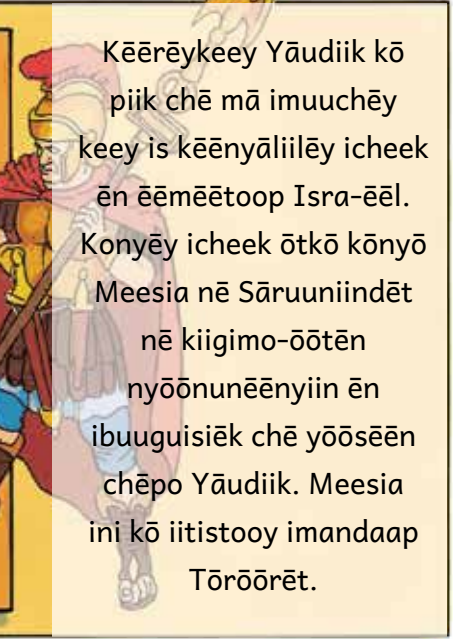 Kēērēykeey Yāudiik kō
piik chē mā imuuchēy
keey is kēēnyāliilēy icheek
ēn ēēmēētoop Isra-ēēl.
Konyēy icheek ōtkō kōnyō
Meesia nē Sāruuniindēt
nē kiigimo-ōōtēn
nyōōnunēēnyiin ēn
ibuuguisiēk chē yōōsēēn
chēpo Yāudiik. Meesia
ini kō iitistooy imandaap
Tōrōōrēt.